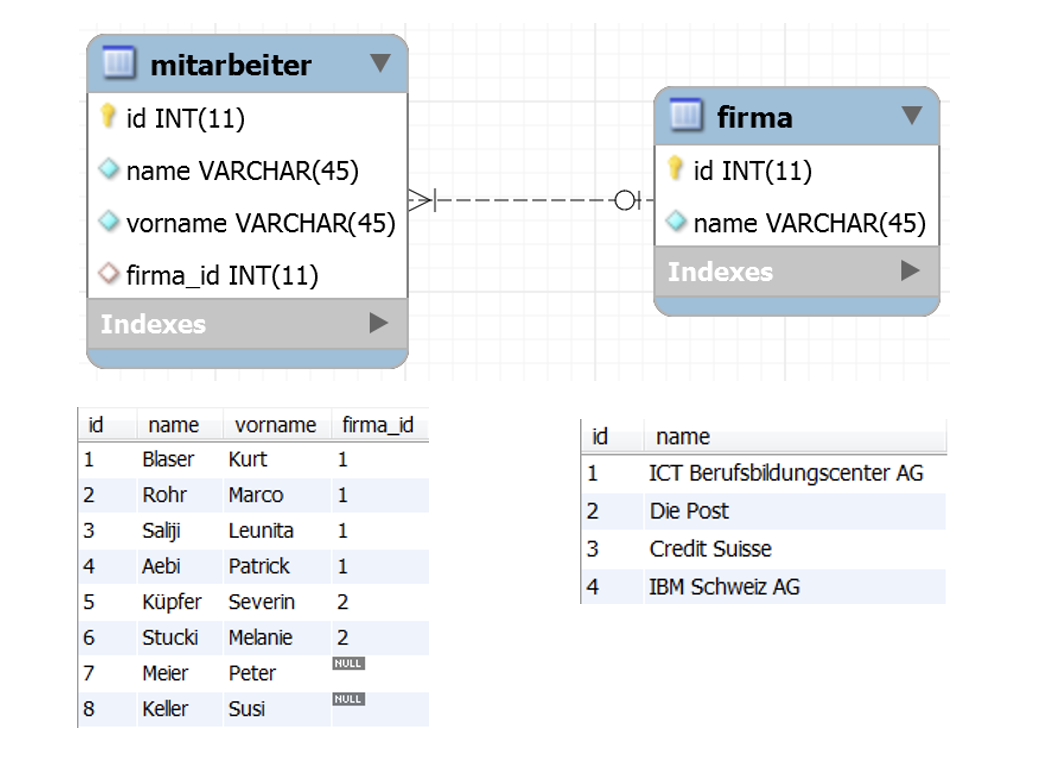 mitarbeiter
id INT(11)
name VARCHAR(45)
vorname VARCHAR(45)
firma_id INT(11)
Indexes
firma
id INT(11)
name VARCHAR(45)
Indexes
id name vorname firma_id
1 Blaser Kurt 1
2 Rohr Marco 1
3 Saliji Leunita 1
4 Aebi Patrick 1
5 Küpfer Severin 2
6 Stucki Melanie 2
7 Meier Peter NULL
8 Keller Susi NULL
id name
1 ICT Berufsbildungscenter AG
2 Die Post
3 Credit Suisse
4 IBM Schweiz AG